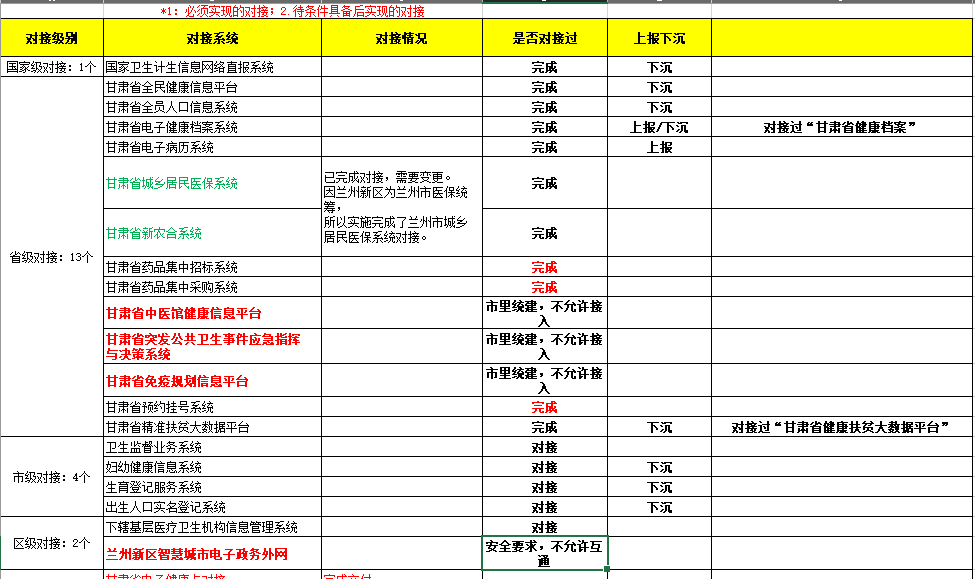 *1: 必须实现的对接; 2.待条件具备后实现的对接
对接级别 对接系统 对接情况 是否对接过 上报下沉
国家级对接: 1个 国家卫生计生信息网络直报系统 完成 下沉
省级对接: 13个
甘肃省全民健康信息平台 完成 下沉
甘肃省全员人口信息系统 完成 下沉
甘肃省电子健康档案系统 完成 上报/下沉 对接过“甘肃省健康档案”
甘肃省电子病历系统 完成 上报
甘肃省城乡居民医保系统 完成
已完成对接, 需要变更。
因兰州新区为兰州市医保统
筹,
所以实施完成了兰州市城乡
居民医保系统对接。
甘肃省新农合系统 完成
甘肃省药品集中招标系统 完成
甘肃省药品集中采购系统 完成
甘肃省中医馆健康信息平台 市里统建, 不允许接
入
甘肃省突发公共卫生事件应急指挥
与决策系统 市里统建, 不允许接
入
甘肃省免疫规划信息平台 市里统建, 不允许接
入
甘肃省预约挂号系统 完成
甘肃省精准扶贫大数据平台 完成 下沉 对接过“甘肃省健康扶贫大数据平台”
市级对接: 4个
卫生监督业务系统 对接
妇幼健康信息系统 对接 下沉
生育登记服务系统 对接 下沉
出生人口实名登记系统 对接 下沉
区级对接: 2个
下辖基层医疗卫生机构信息管理系统 对接
兰州新区智慧城市电子政务外网 安全要求, 不允许互
通